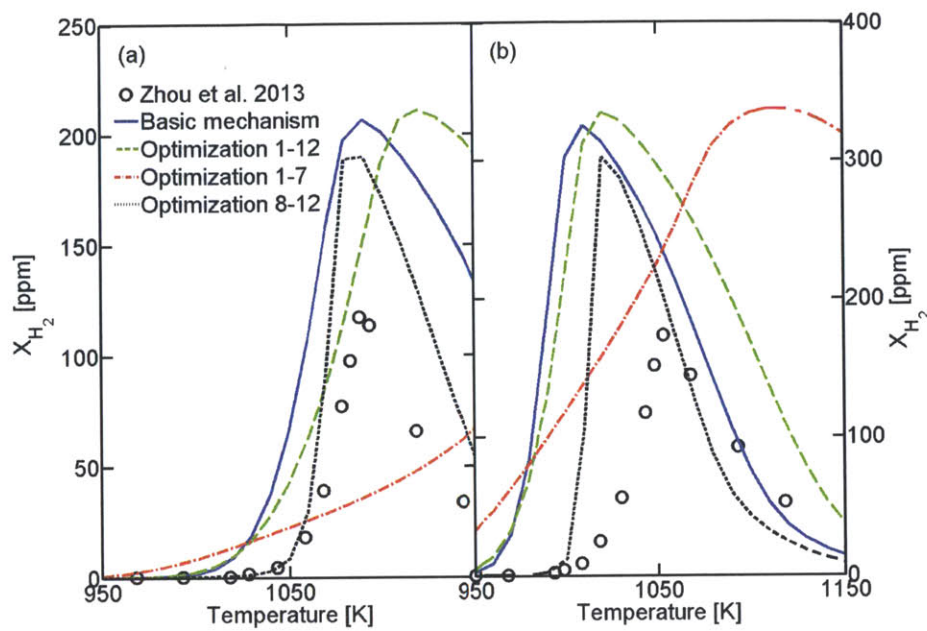 (a)
(b)
Zhou et al. 2013
Basic mechanism
Optimization 1-12
Optimization 1-7
Optimization 8-12
X_H2 [ppm]
250
200
150
100
50
0
950
1050
950
1050
1150
Temperature [K]
Temperature [K]
400
300
200
100
0
X_H2 [ppm]